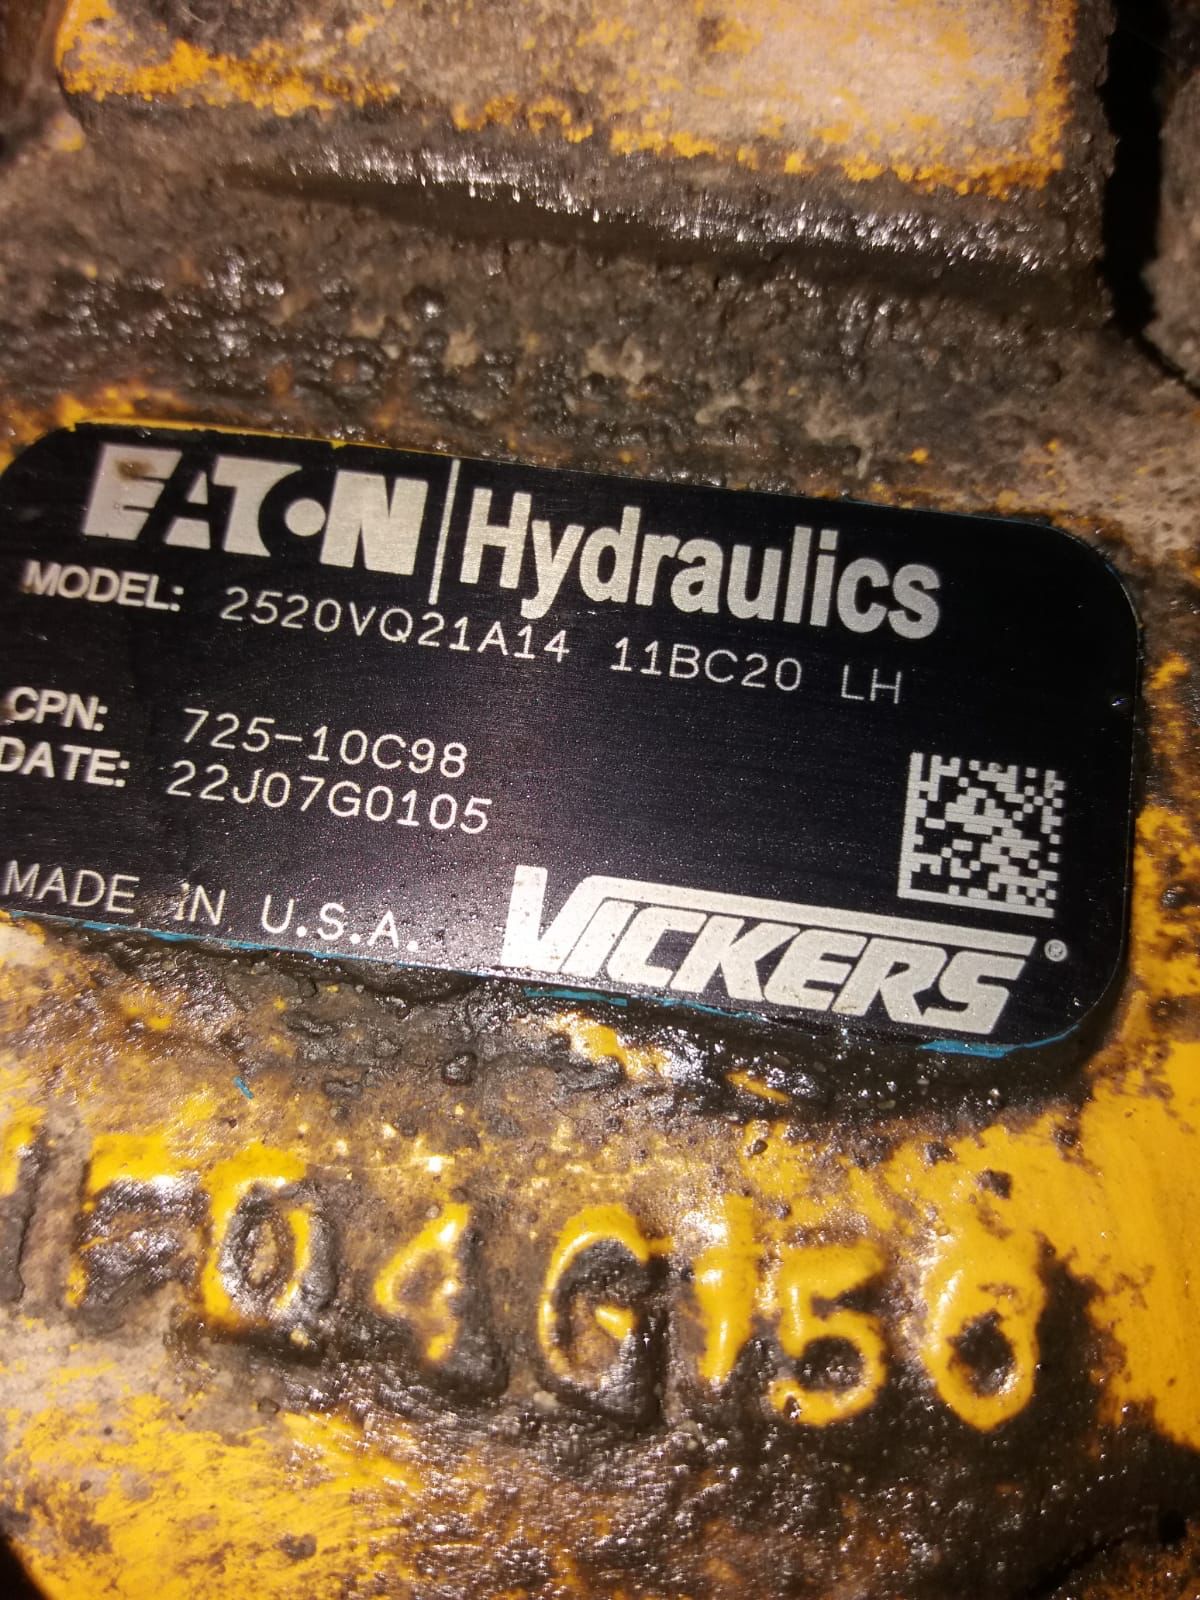 EATON Hydraulics
MODEL: 2520VQ21A14 11BC20 LH
CPN: 725-10C98
DATE: 22J07G0105
MADE IN U.S.A.
VICKERS®